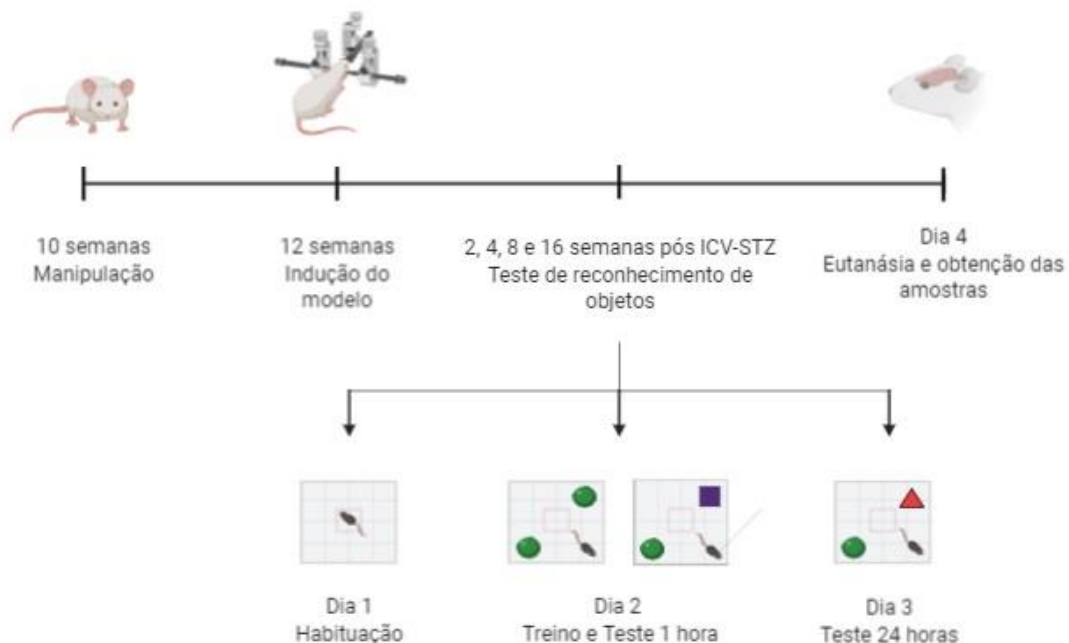 10 semanas
Manipulação
12 semanas
Indução do
modelo
2, 4, 8 e 16 semanas pós ICV-STZ
Teste de reconhecimento de
objetos
Dia 4
Eutanásia e obtenção das
amostras
Dia 1
Habituação
Dia 2
Treino e Teste 1 hora
Dia 3
Teste 24 horas